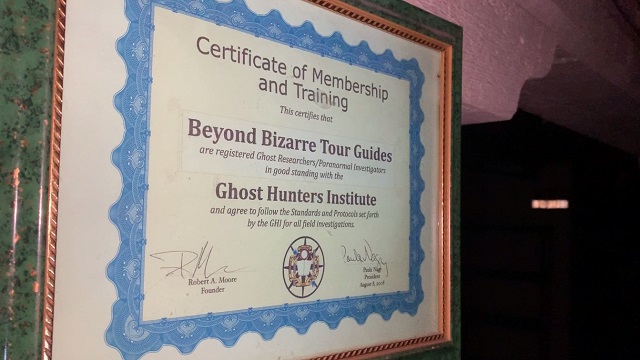 Certificate of Membership
and Training
This certifies that
Beyond Bizarre Tour Guides
are registered Ghost Researchers/Paranormal Investigators
in good standing with the
Ghost Hunters Institute
and agree to follow the Standards and Protocols set forth
by the GHI for all field investigations.
Robert A. Moore
Founder
Paula Nagy
President